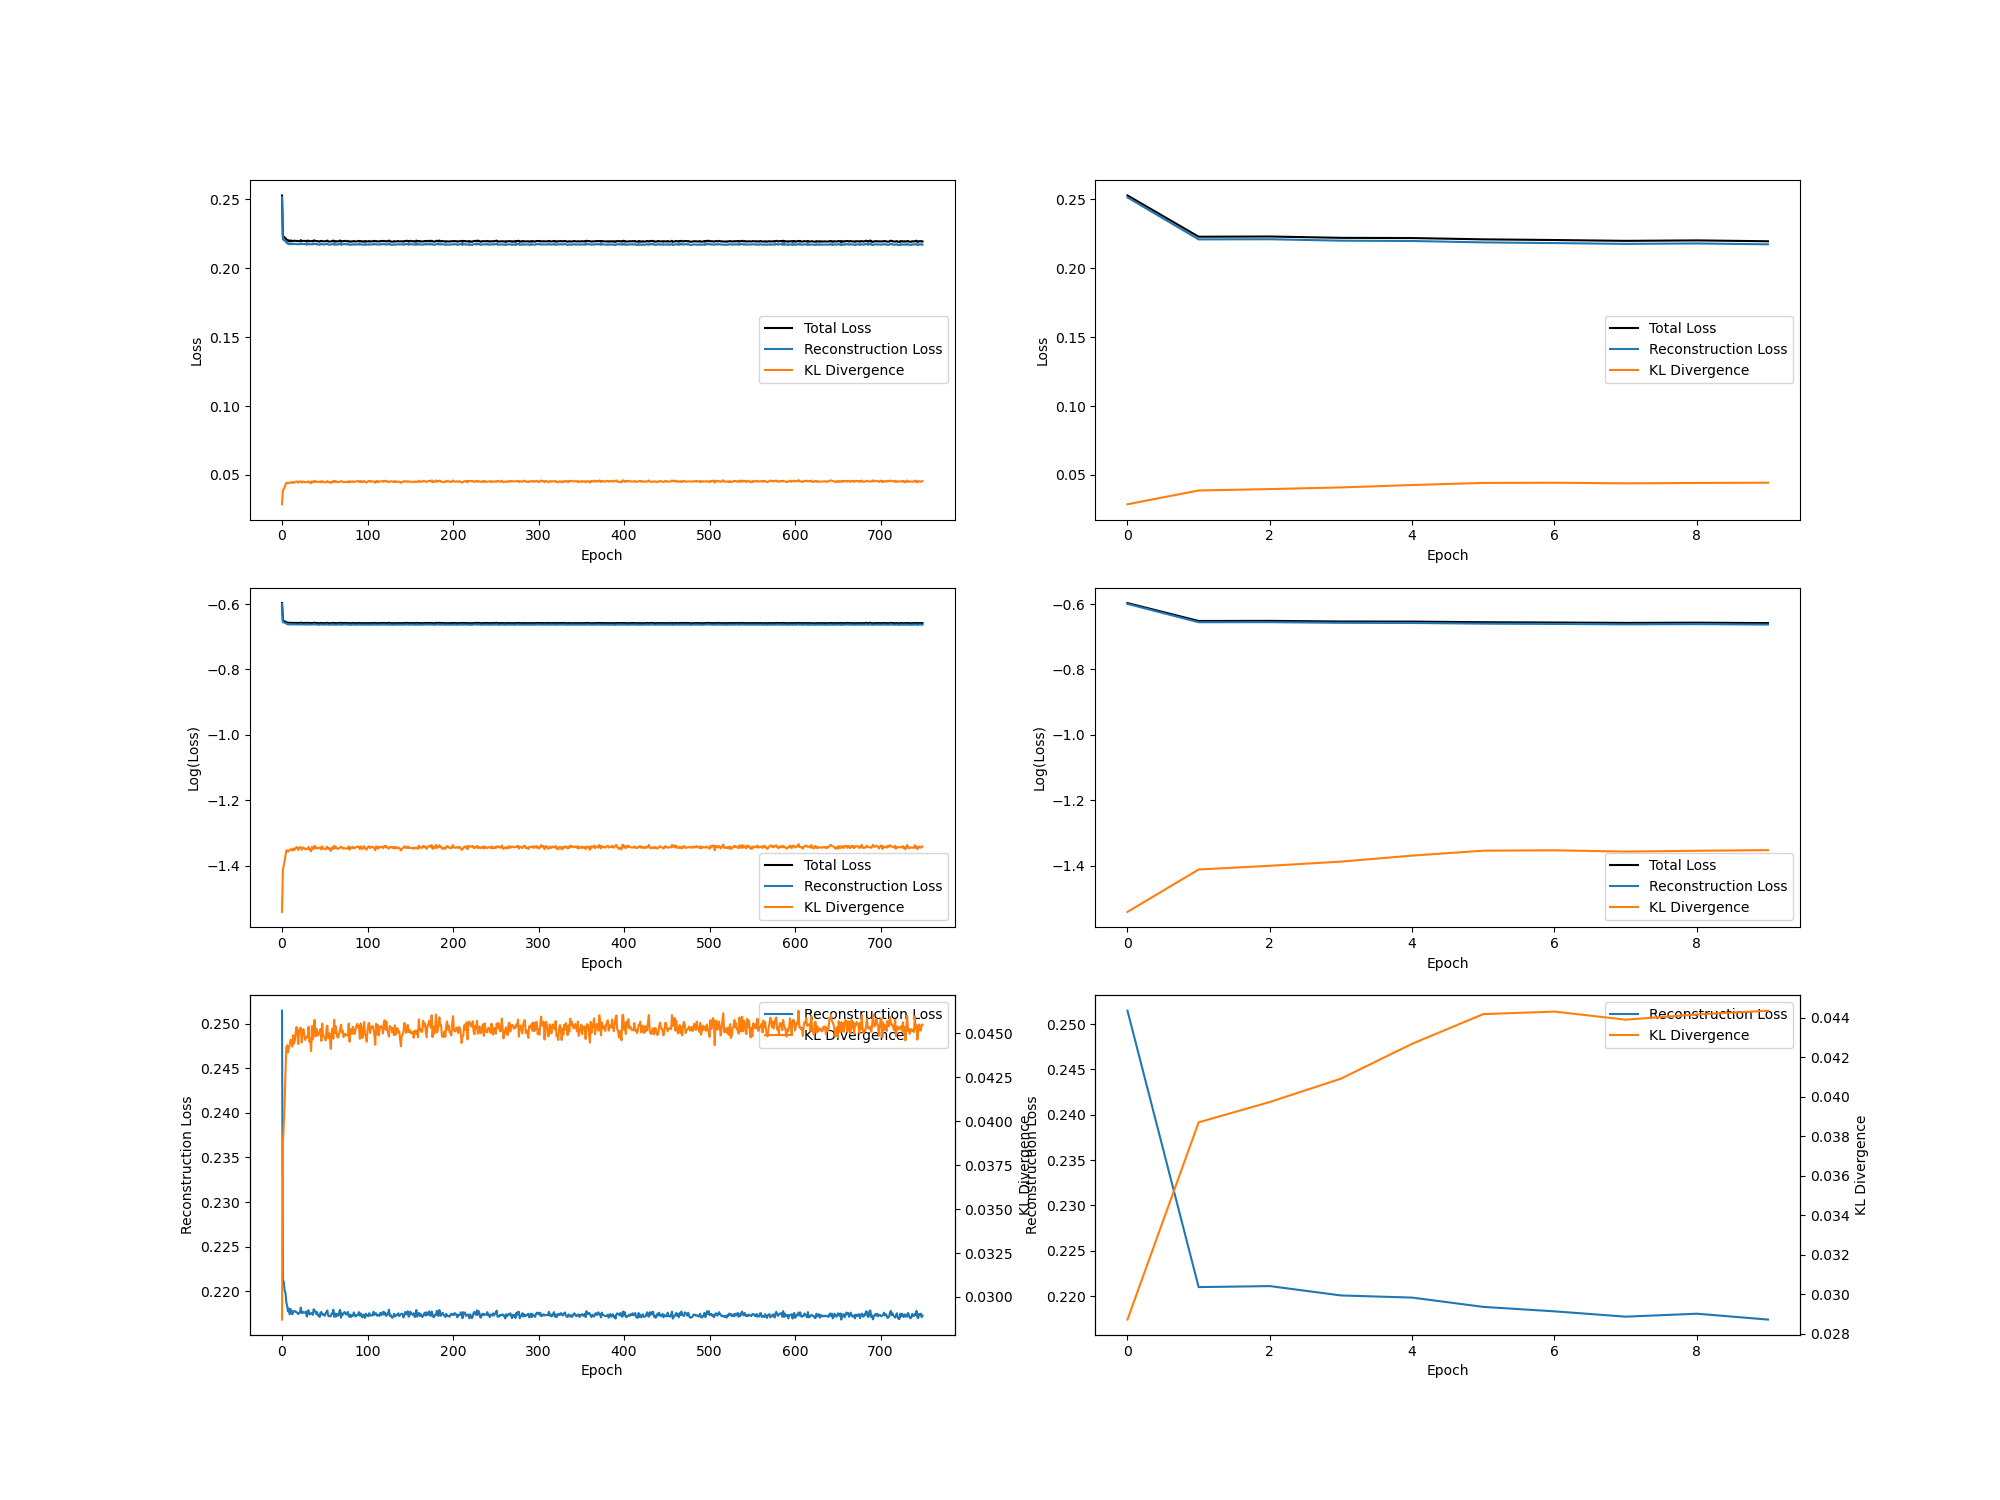 0.25
0.20
0.15
0.10
0.05
Loss
0 100 200 300 400 500 600 700
Epoch
Total Loss
Reconstruction Loss
KL Divergence
0.25
0.20
0.15
0.10
0.05
Loss
0 2 4 6 8
Epoch
Total Loss
Reconstruction Loss
KL Divergence
−0.6
−0.8
−1.0
−1.2
−1.4
Log(Loss)
0 100 200 300 400 500 600 700
Epoch
Total Loss
Reconstruction Loss
KL Divergence
−0.6
−0.8
−1.0
−1.2
−1.4
Log(Loss)
0 2 4 6 8
Epoch
Total Loss
Reconstruction Loss
KL Divergence
0.250
0.245
0.240
0.235
0.230
0.225
0.220
Reconstruction Loss
0 100 200 300 400 500 600 700
Epoch
Reconstruction Loss
KL Divergence
0.0450
0.0425
0.0400
0.0375
0.0350
0.0325
0.0300
KL Divergence
0.250
0.245
0.240
0.235
0.230
0.225
0.220
Reconstruction Loss
0 2 4 6 8
Epoch
Reconstruction Loss
KL Divergence
0.044
0.042
0.040
0.038
0.036
0.034
0.032
0.030
0.028
KL Divergence